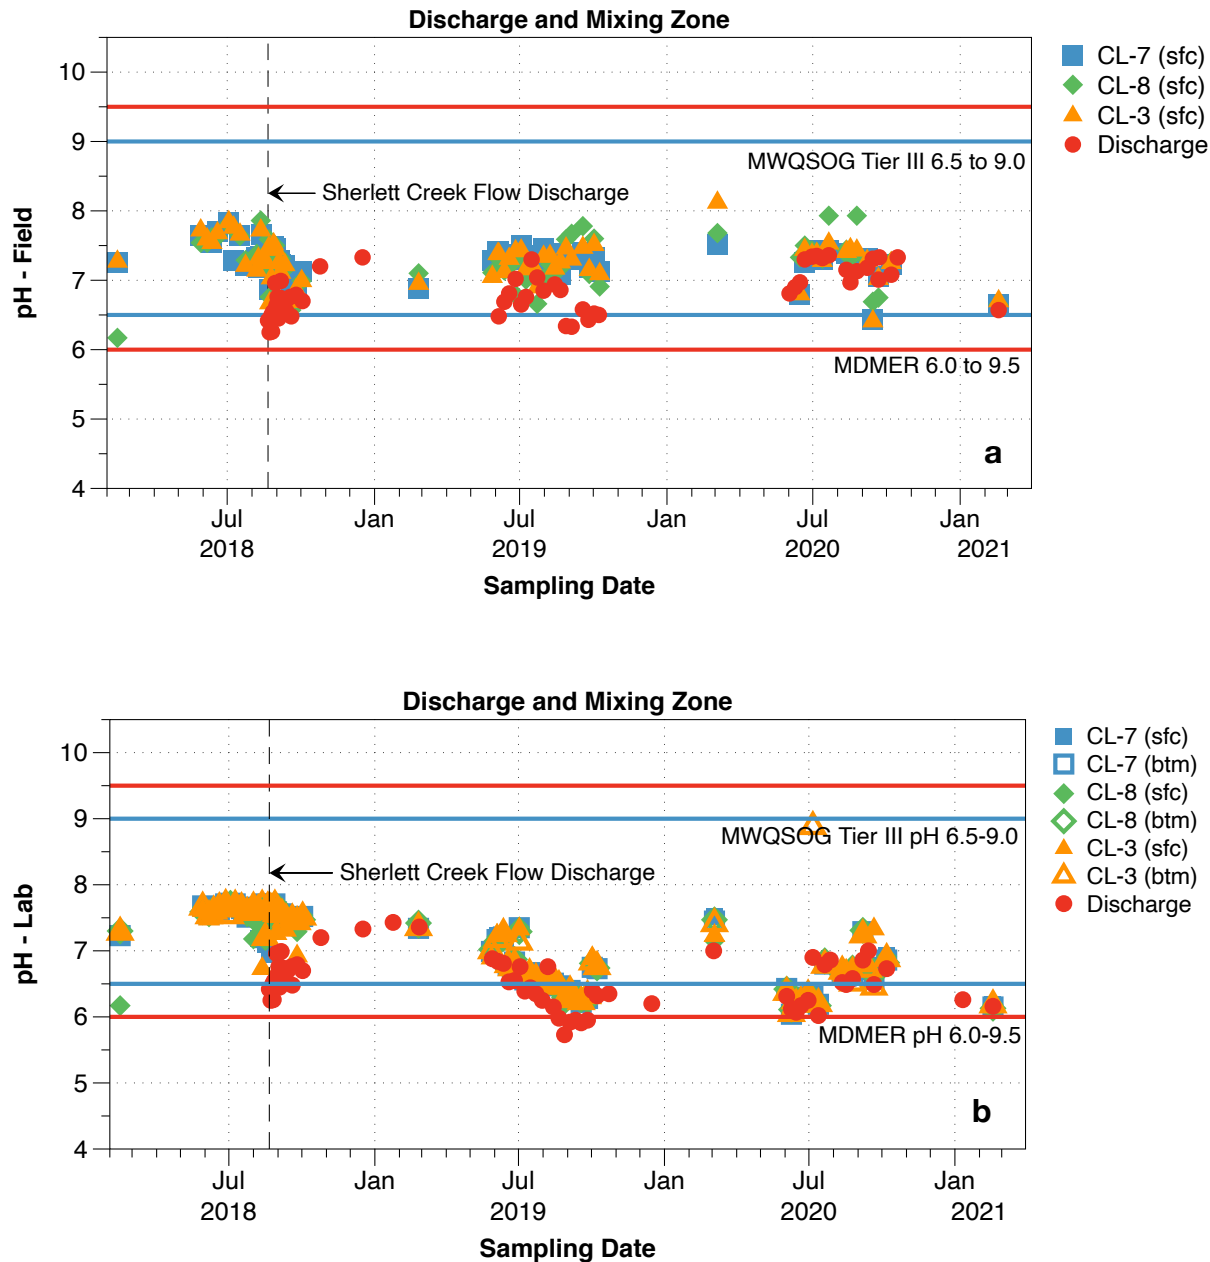 Discharge and Mixing Zone
10
9
8
7
6
5
4
pH - Field
MWQSOG Tier III 6.5 to 9.0
Sherlett Creek Flow Discharge
MDMER 6.0 to 9.5
a
Jul
2018
Jan
Jul
2019
Jan
Jul
2020
Jan
2021
Sampling Date
CL-7 (sfc)
CL-8 (sfc)
CL-3 (sfc)
Discharge
Discharge and Mixing Zone
10
9
8
7
6
5
4
pH - Lab
MWQSOG Tier III pH 6.5-9.0
Sherlett Creek Flow Discharge
MDMER pH 6.0-9.5
b
Jul
2018
Jan
Jul
2019
Jan
Jul
2020
Jan
2021
Sampling Date
CL-7 (sfc)
CL-7 (btm)
CL-8 (sfc)
CL-8 (btm)
CL-3 (sfc)
CL-3 (btm)
Discharge